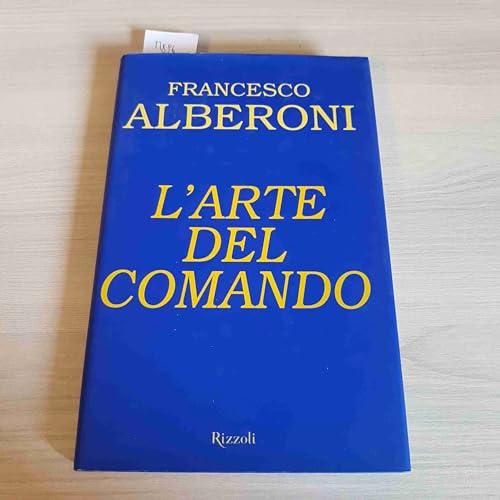 FRANCESCO
ALBERONI
L'ARTE
DEL
COMANDO
Rizzoli